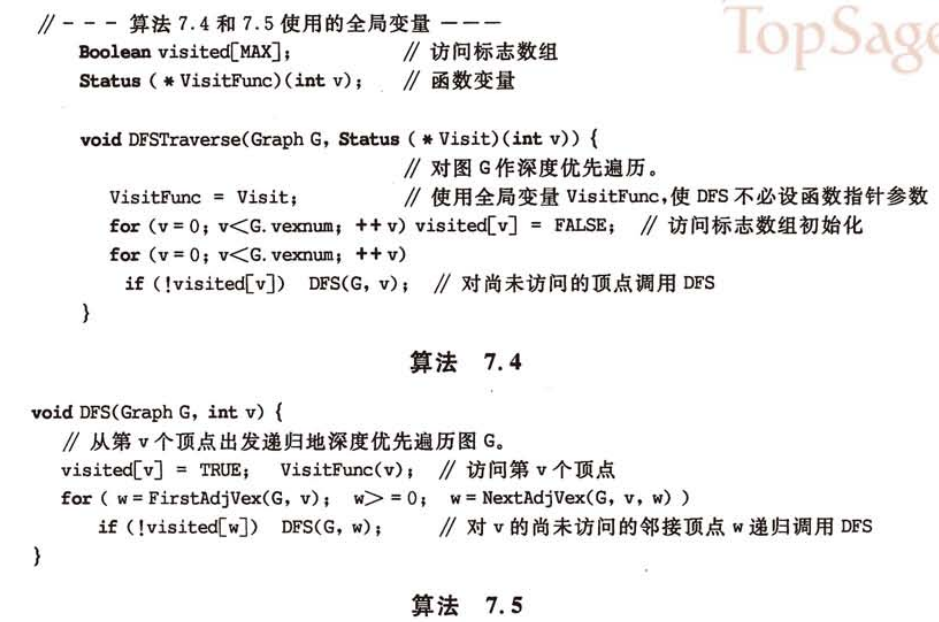 TopSage
//--- 算法 7.4 和 7.5 使用的全局变量 ---
Boolean visited[MAX]; // 访问标志数组
Status (*VisitFunc)(int v); // 函数变量
void DFSTraverse(Graph G, Status (*Visit)(int v)) {
// 对图 G 作深度优先遍历。
VisitFunc = Visit; // 使用全局变量 VisitFunc,使 DFS 不必设函数指针参数
for (v=0; v<G.vexnum; ++v) visited[v] = FALSE; // 访问标志数组初始化
for (v=0; v<G.vexnum; ++v)
if (!visited[v]) DFS(G, v); // 对尚未访问的顶点调用 DFS
}
算法 7.4
void DFS(Graph G, int v) {
// 从第 v 个顶点出发递归地深度优先遍历图 G。
visited[v] = TRUE; VisitFunc(v); // 访问第 v 个顶点
for ( w=FirstAdjVex(G, v); w>=0; w=NextAdjVex(G, v, w) )
if (!visited[w]) DFS(G, w); // 对 v 的尚未访问的邻接顶点 w 递归调用 DFS
}
算法 7.5